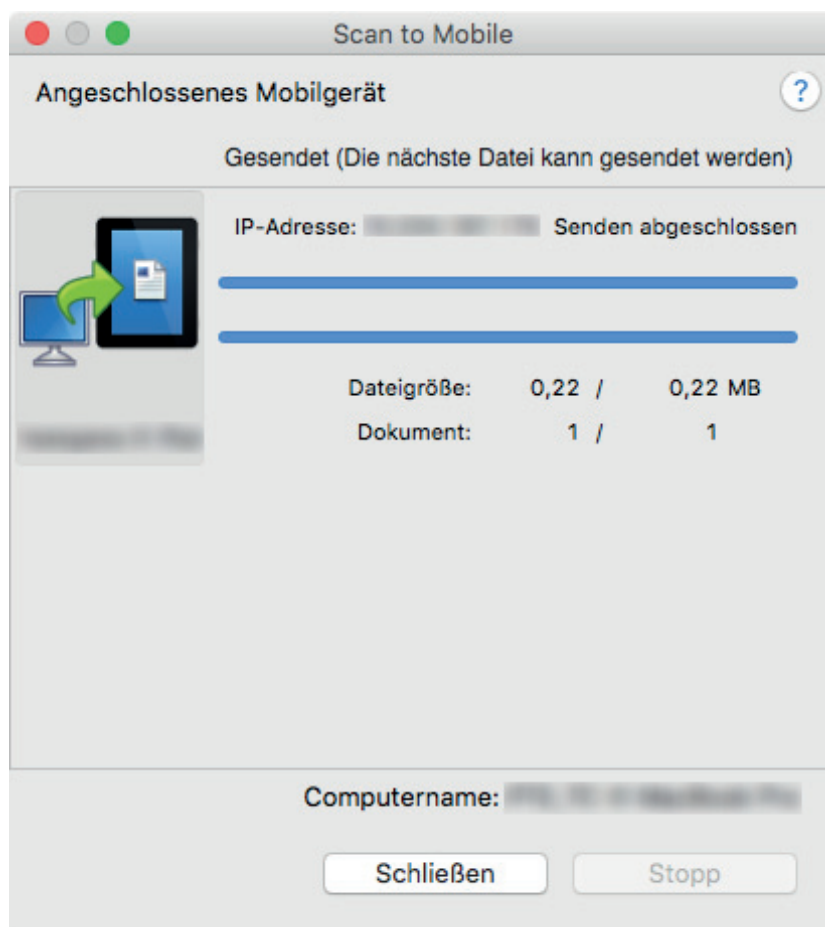 Scan to Mobile
Angeschlossenes Mobilgerät
?
Gesendet (Die nächste Datei kann gesendet werden)
IP-Adresse: Senden abgeschlossen
Dateigröße: 0,22 / 0,22 MB
Dokument: 1 / 1
Computername:
Schließen Stopp